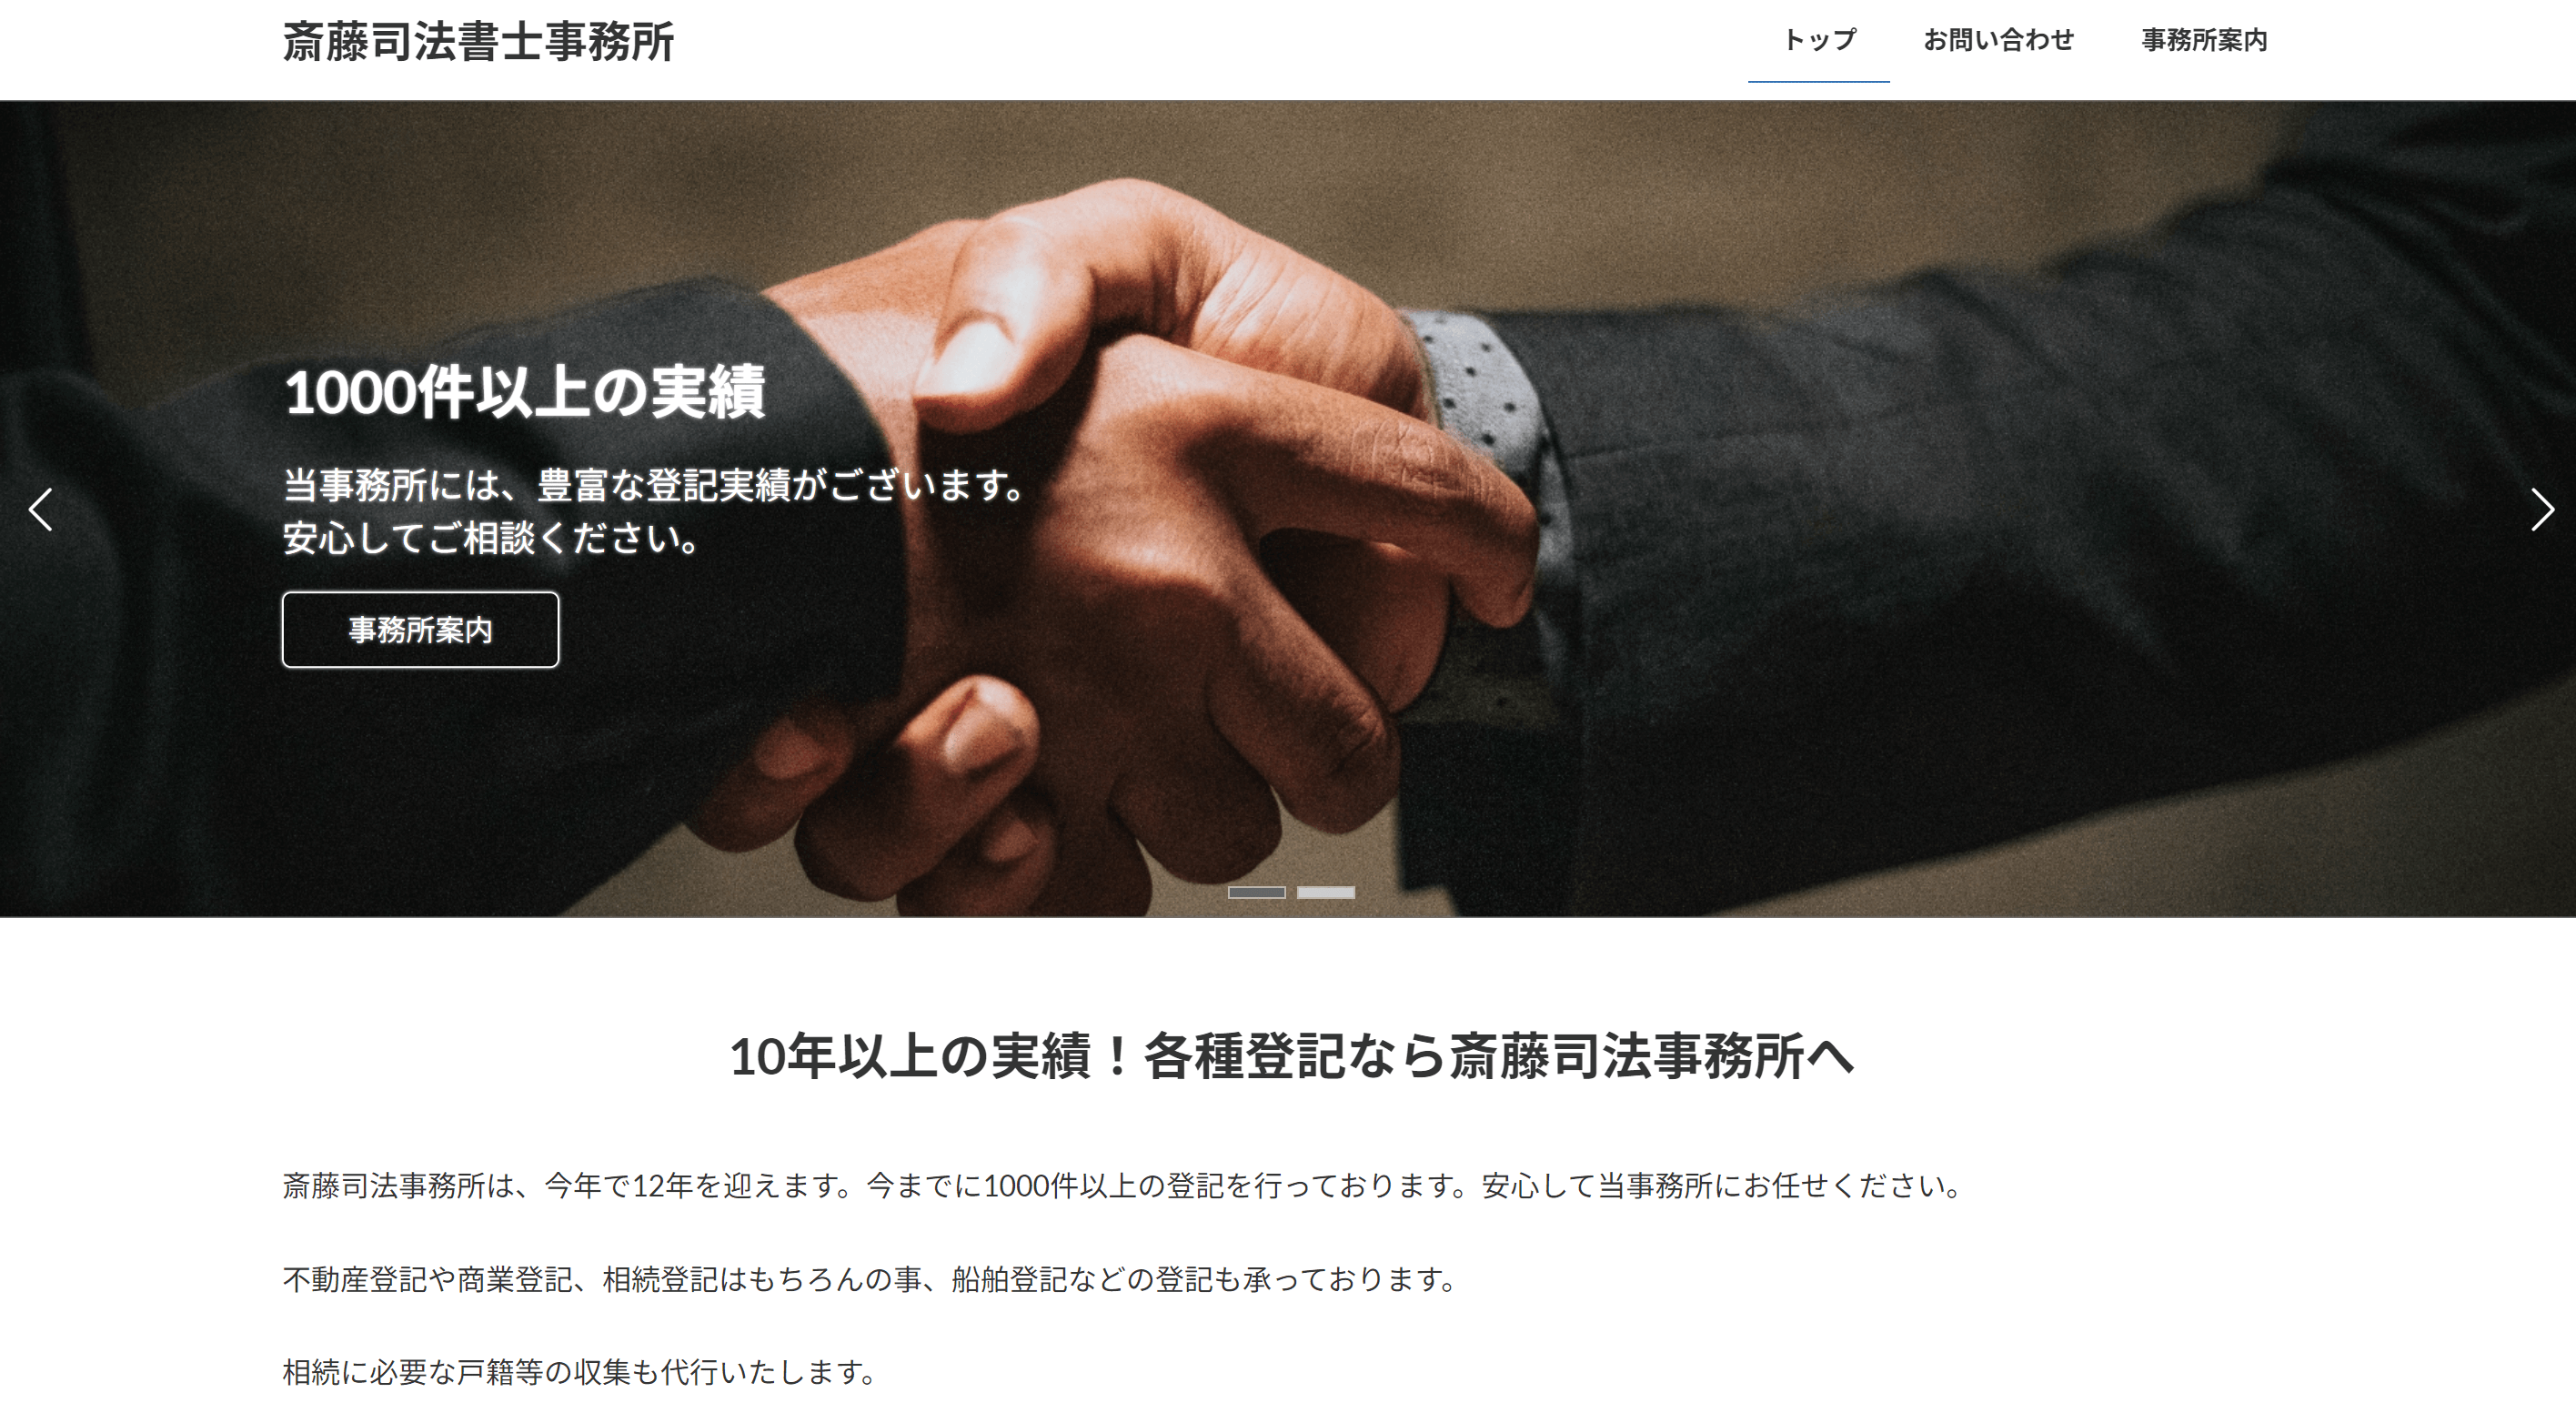 斎藤司法書士事務所
トップ
お問い合わせ
事務所案内
1000件以上の実績
当事務所には、豊富な登記実績がございます。
安心してご相談ください。
事務所案内
10年以上の実績！各種登記なら斎藤司法事務所へ
斎藤司法事務所は、今年で12年を迎えます。今までに1000件以上の登記を行っております。安心して当事務所にお任せください。
不動産登記や商業登記、相続登記はもちろんの事、船舶登記などの登記も承っております。
相続に必要な戸籍等の収集も代行いたします。